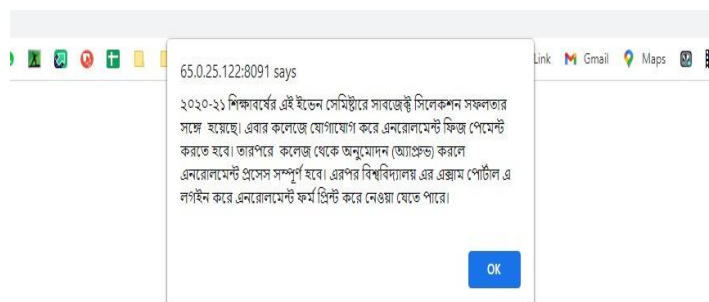 Link Gmail Maps
65.0.25.122:8091 says
২০২০-২১ শিক্ষাবর্ষের এই ইভেন সেমিষ্টারে সাবজেক্ট সিলেকশন সফলতার
সঙ্গে হয়েছে। এবার কলেজে যোগাযোগ করে এনরোলমেন্ট ফিজ পেমেন্ট
করতে হবে। তারপরে কলেজ থেকে অনুমোদন (অ্যাপ্রুভ) করলে
এনরোলমেন্ট প্রসেস সম্পূর্ণ হবে। এরপর বিশ্ববিদ্যালয় এর এক্সাম পোর্টাল এ
লগইন করে এনরোলমেন্ট ফর্ম প্রিন্ট করে নেওয়া যেতে পারে।
OK